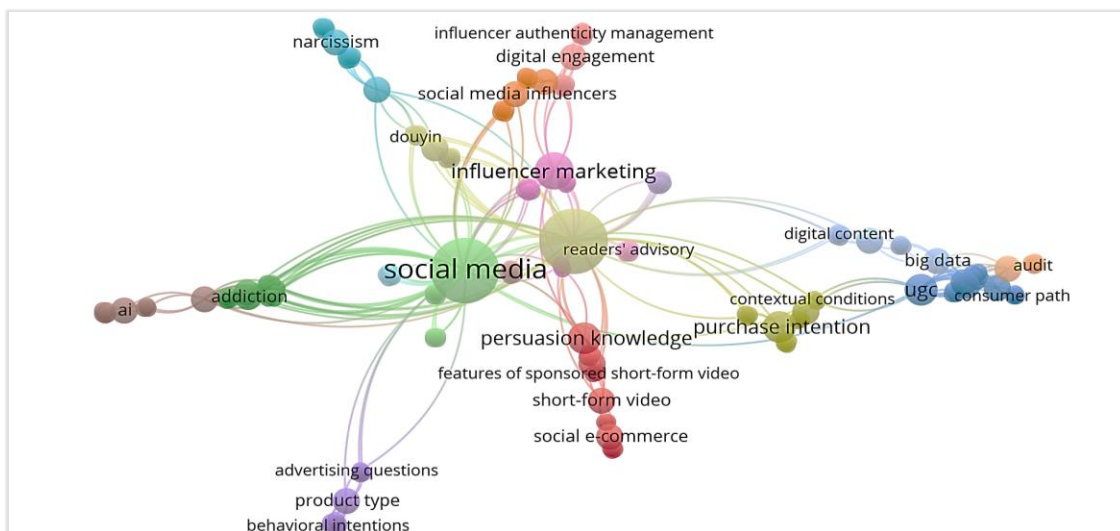 influencer authenticity management
narcissism
digital engagement
social media influencers
douyin
influencer marketing
digital content
readers' advisory
big data
audit
social media
addiction
ugc
consumer path
contextual conditions
ai
purchase intention
persuasion knowledge
features of sponsored short-form video
short-form video
social e-commerce
advertising questions
product type
behavioral intentions